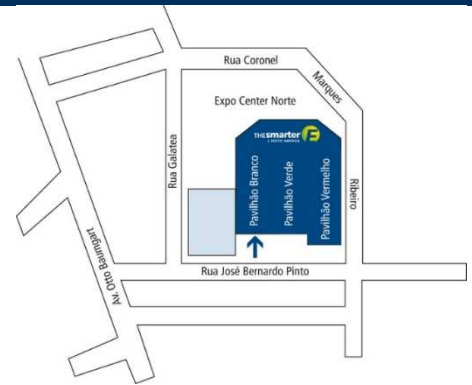 Rua Coronel
Marques
Expo Center Norte
THE smarter E
Rua Galatea
Pavilhão Branco
Pavilhão Verde
Pavilhão Vermelho
Ribeiro
Rua José Bernardo Pinto
Av. Otto Baumgart